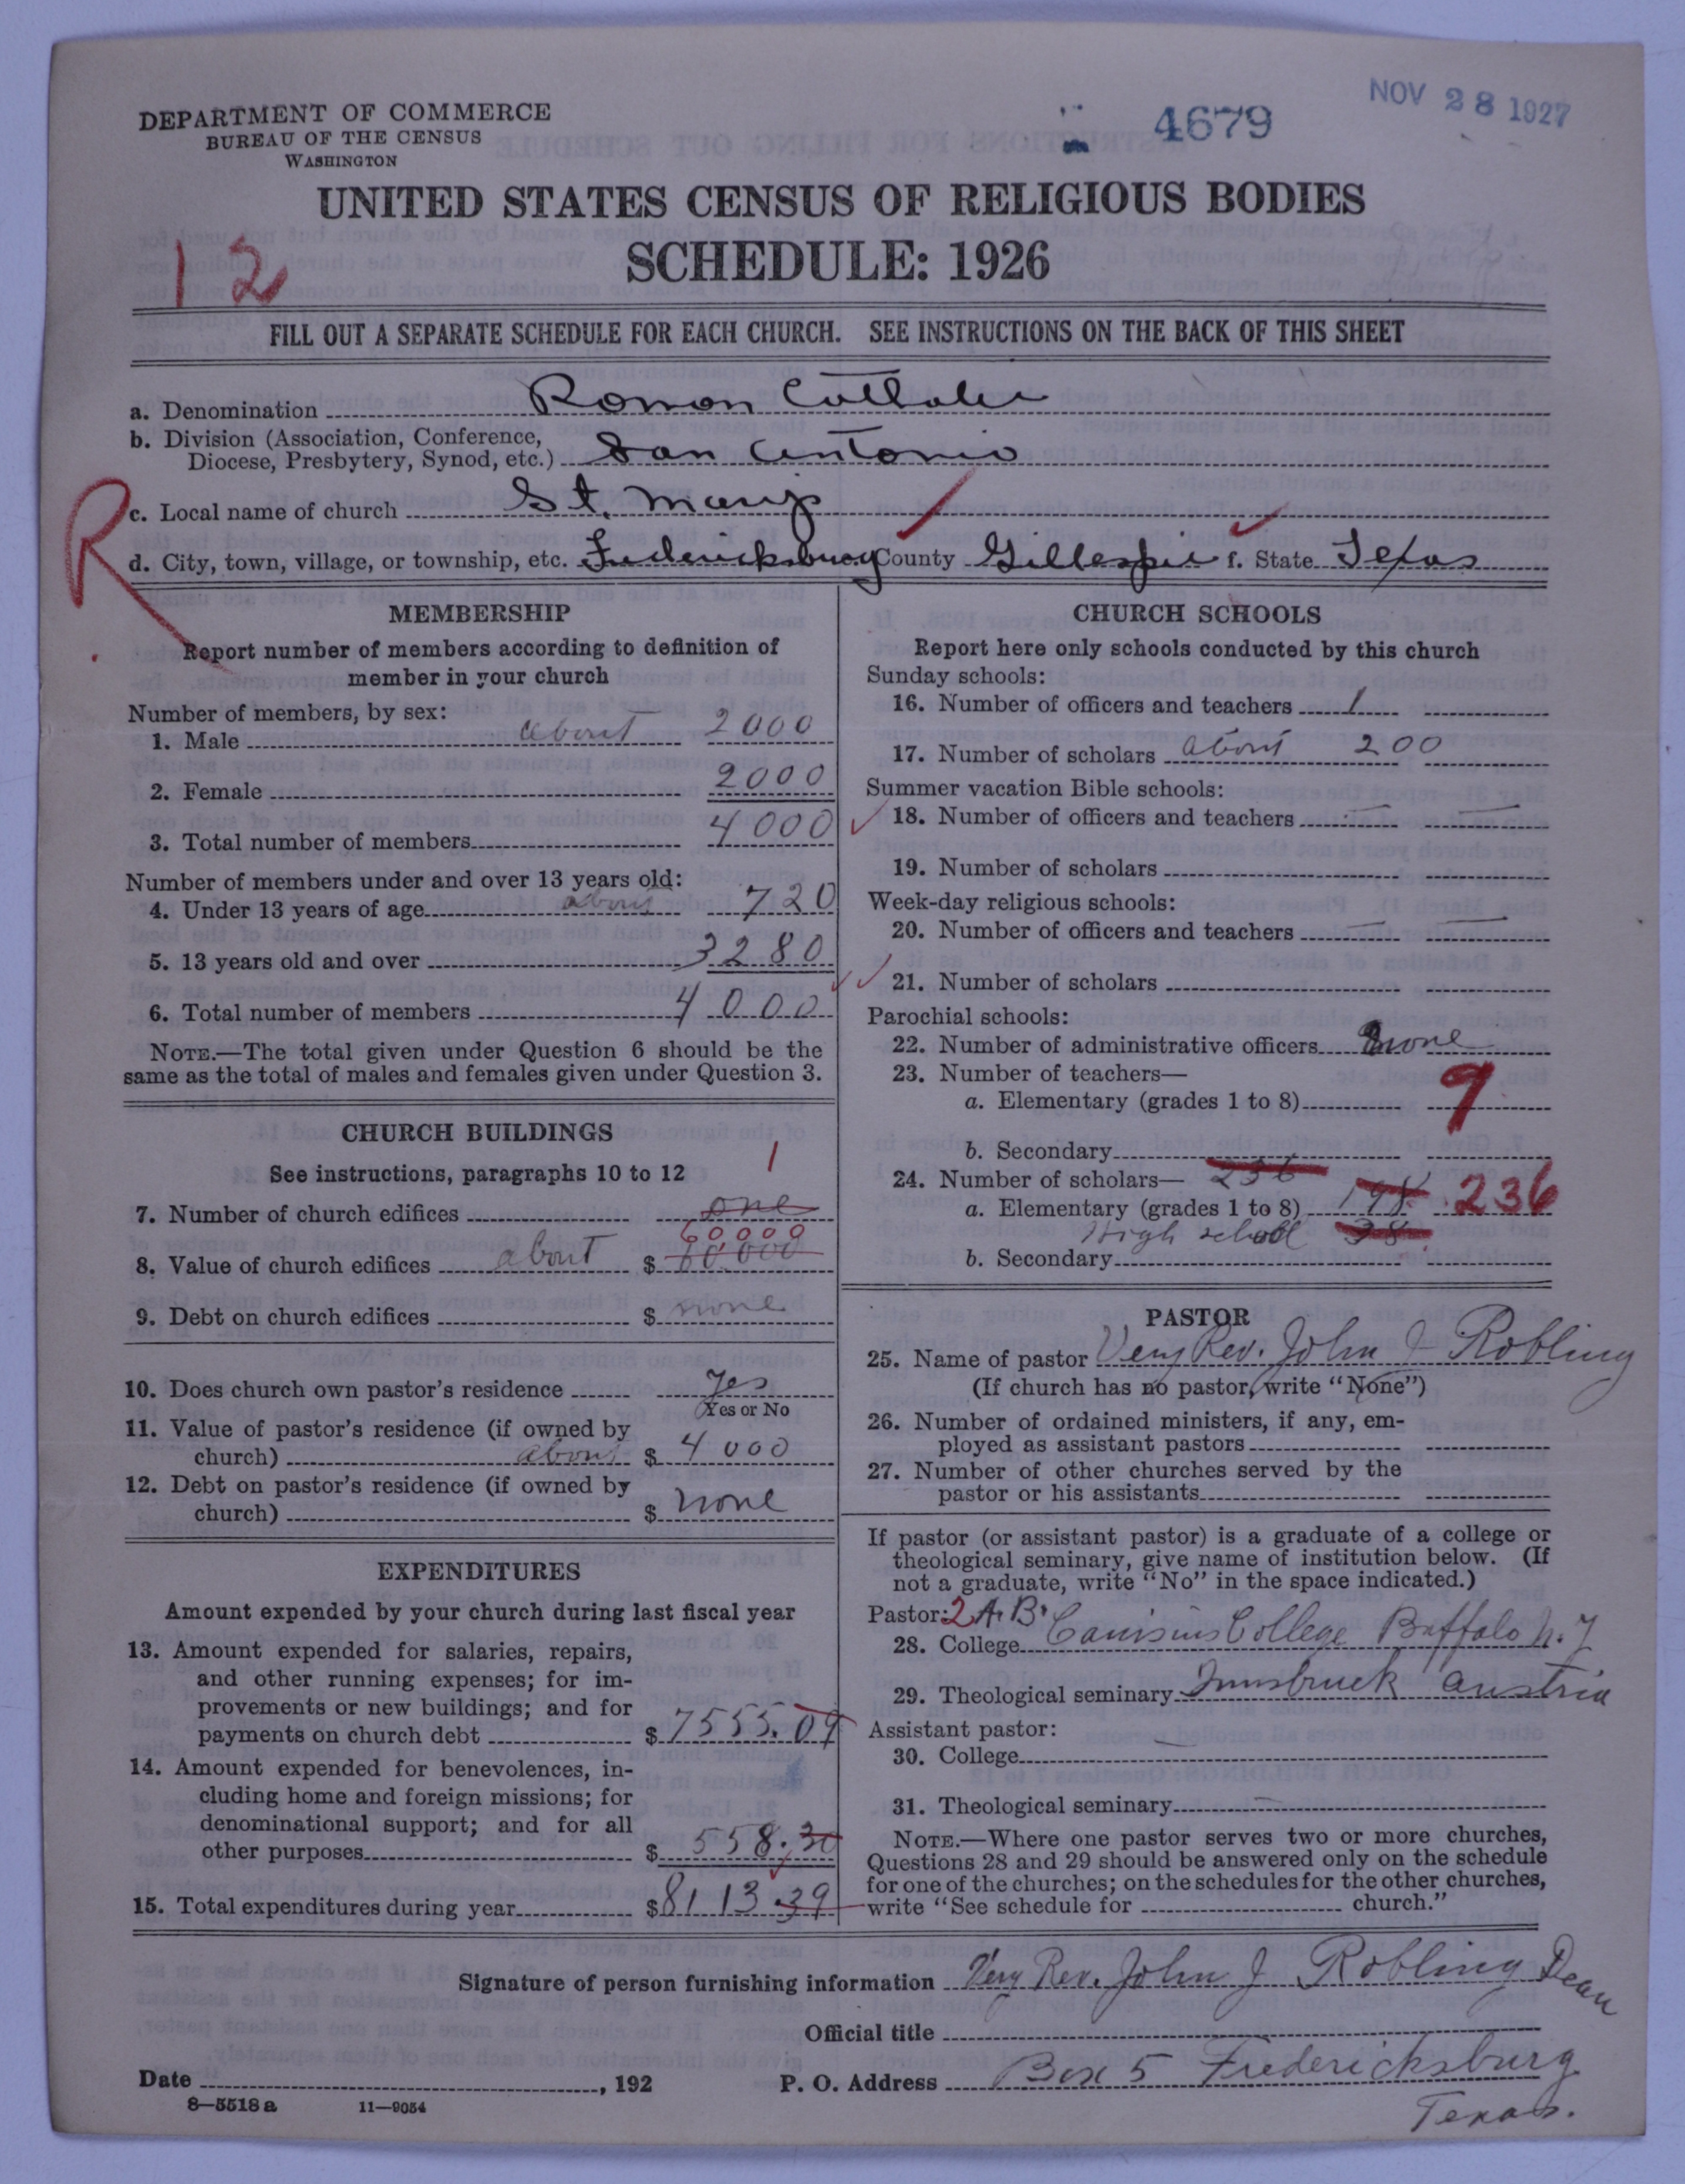 DEPARTMENT OF COMMERCE
BUREAU OF THE CENSUS
WASHINGTON
4679
NOV 28 1927
UNITED STATES CENSUS OF RELIGIOUS BODIES
SCHEDULE: 1926
12
FILL OUT A SEPARATE SCHEDULE FOR EACH CHURCH. SEE INSTRUCTIONS ON THE BACK OF THIS SHEET
a. Denomination Roman Catholic
b. Division (Association, Conference,
Diocese, Presbytery, Synod, etc.) San Antonio
R
c. Local name of church St. Marys
d. City, town, village, or township, etc. Fredericksburg County Gillespie f. State Texas
MEMBERSHIP
Report number of members according to definition of
member in your church
Number of members, by sex:
1. Male about 2000
2. Female 2000
3. Total number of members 4000
Number of members under and over 13 years old:
4. Under 13 years of age about 720
5. 13 years old and over 3280
6. Total number of members 4000
NOTE.—The total given under Question 6 should be the
same as the total of males and females given under Question 3.
CHURCH BUILDINGS
See instructions, paragraphs 10 to 12
1
7. Number of church edifices one
60000
8. Value of church edifices about $ 60.000
9. Debt on church edifices $ none
10. Does church own pastor's residence yes
Yes or No
11. Value of pastor's residence (if owned by
church) about $ 4000
12. Debt on pastor's residence (if owned by
church) $ none
EXPENDITURES
Amount expended by your church during last fiscal year
13. Amount expended for salaries, repairs,
and other running expenses; for im-
provements or new buildings; and for
payments on church debt $ 7555.09
14. Amount expended for benevolences, in-
cluding home and foreign missions; for
denominational support; and for all
other purposes $ 558.30
15. Total expenditures during year $ 8113.39
CHURCH SCHOOLS
Report here only schools conducted by this church
Sunday schools:
16. Number of officers and teachers 1
17. Number of scholars about 200
Summer vacation Bible schools:
18. Number of officers and teachers
19. Number of scholars
Week-day religious schools:
20. Number of officers and teachers
21. Number of scholars
Parochial schools:
22. Number of administrative officers none
23. Number of teachers—
a. Elementary (grades 1 to 8) 9
b. Secondary
24. Number of scholars— 236
a. Elementary (grades 1 to 8) 198 236
High school 38
b. Secondary
PASTOR
25. Name of pastor Very Rev. John J Robling
(If church has no pastor, write "None")
26. Number of ordained ministers, if any, em-
ployed as assistant pastors
27. Number of other churches served by the
pastor or his assistants
If pastor (or assistant pastor) is a graduate of a college or
theological seminary, give name of institution below. (If
not a graduate, write "No" in the space indicated.)
Pastor: 2 A. B.
28. College Canisius College Buffalo N. Y
29. Theological seminary Innsbruck Austria
Assistant pastor:
30. College
31. Theological seminary
NOTE.—Where one pastor serves two or more churches,
Questions 28 and 29 should be answered only on the schedule
for one of the churches; on the schedules for the other churches,
write "See schedule for church."
Signature of person furnishing information Very Rev. John J Robling Dean
Official title
Date , 192 P. O. Address Box 5 Fredericksburg
Texas.
8—5518 a 11—9054